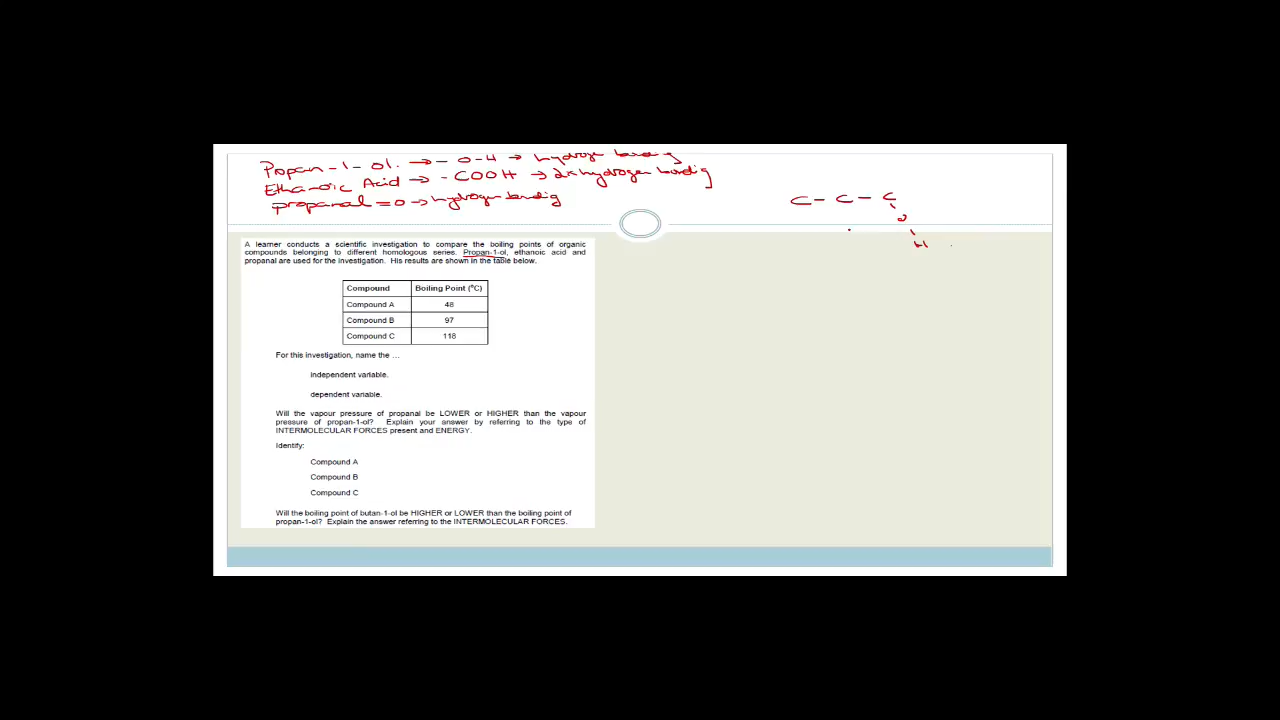 Propan-1-ol. → - O-H → hydrogen bonding
Ethanoic Acid → -COOH → 2x hydrogen bonding
propanal =O → hydrogen bondig
C - C - C
O
H
A learner conducts a scientific investigation to compare the boiling points of organic
compounds belonging to different homologous series. Propan-1-ol, ethanoic acid and
propanal are used for the investigation. His results are shown in the table below.
Compound Boiling Point (⁰C)
Compound A 48
Compound B 97
Compound C 118
For this investigation, name the ...
independent variable.
dependent variable.
Will the vapour pressure of propanal be LOWER or HIGHER than the vapour
pressure of propan-1-ol? Explain your answer by referring to the type of
INTERMOLECULAR FORCES present and ENERGY.
Identify:
Compound A
Compound B
Compound C
Will the boiling point of butan-1-ol be HIGHER or LOWER than the boiling point of
propan-1-ol? Explain the answer referring to the INTERMOLECULAR FORCES.